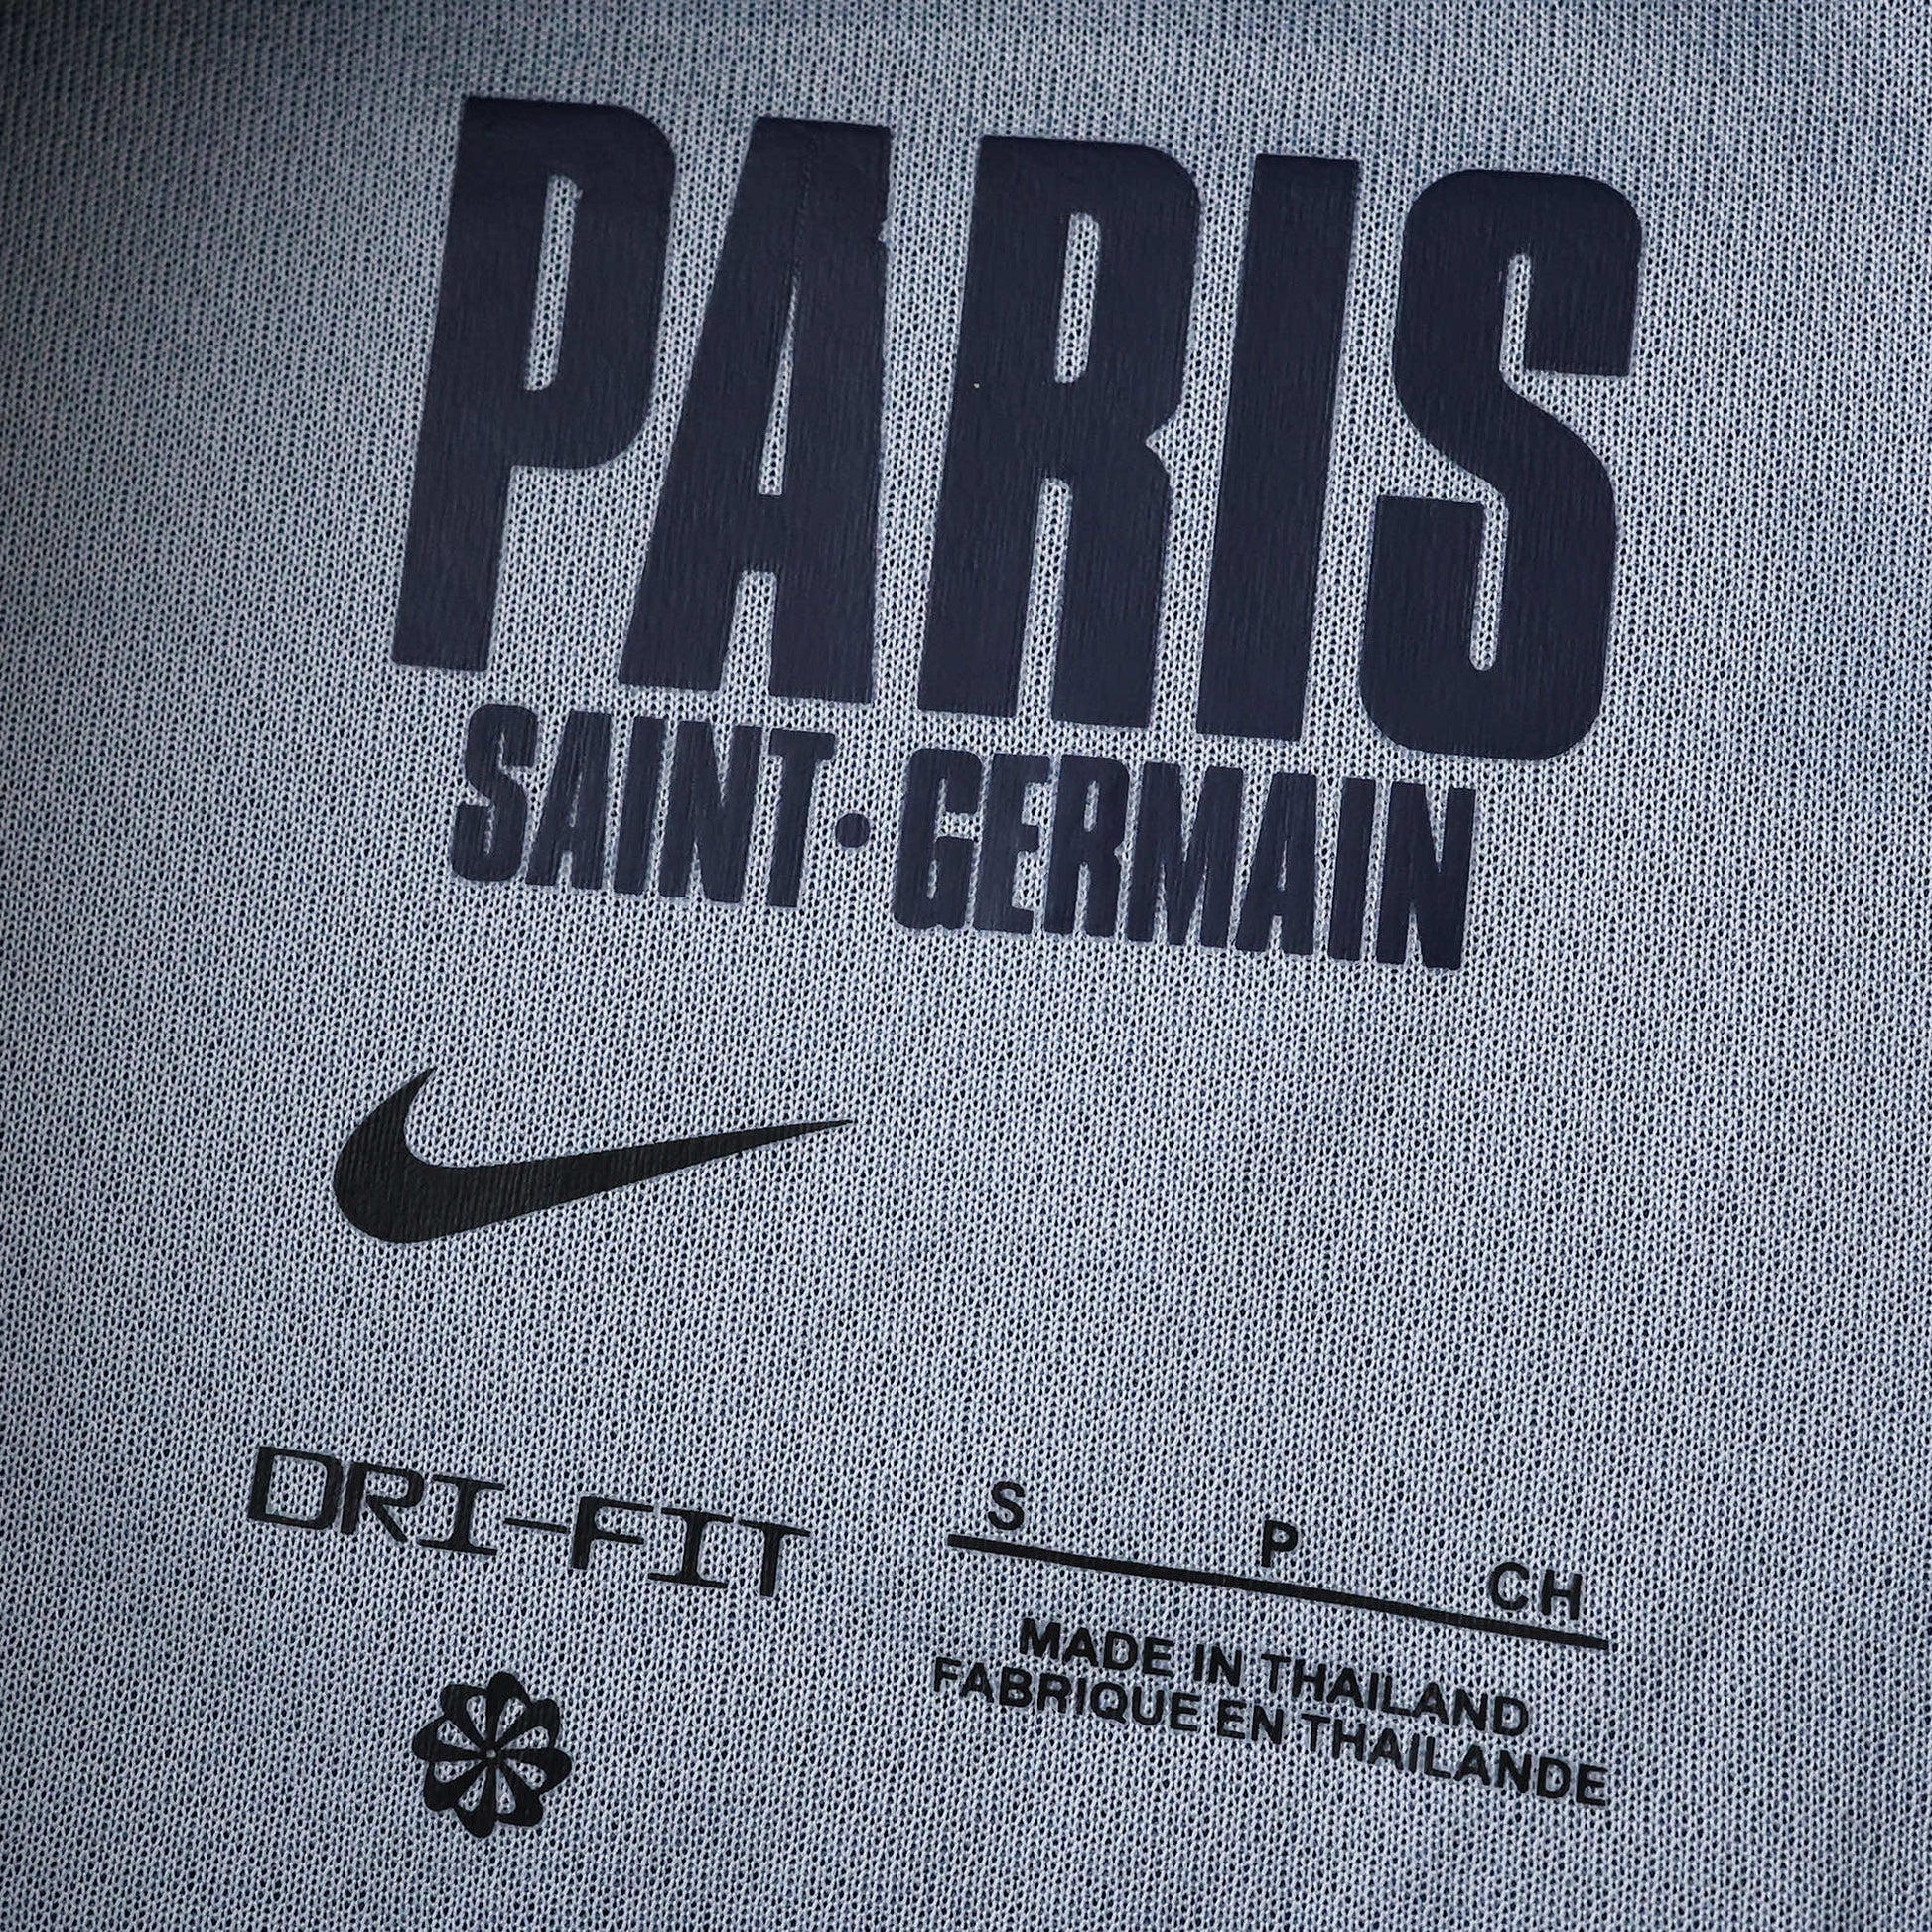 PARIS
SAINT·GERMAIN
DRI-FIT
S P CH
MADE IN THAILAND
FABRIQUE EN THAILANDE